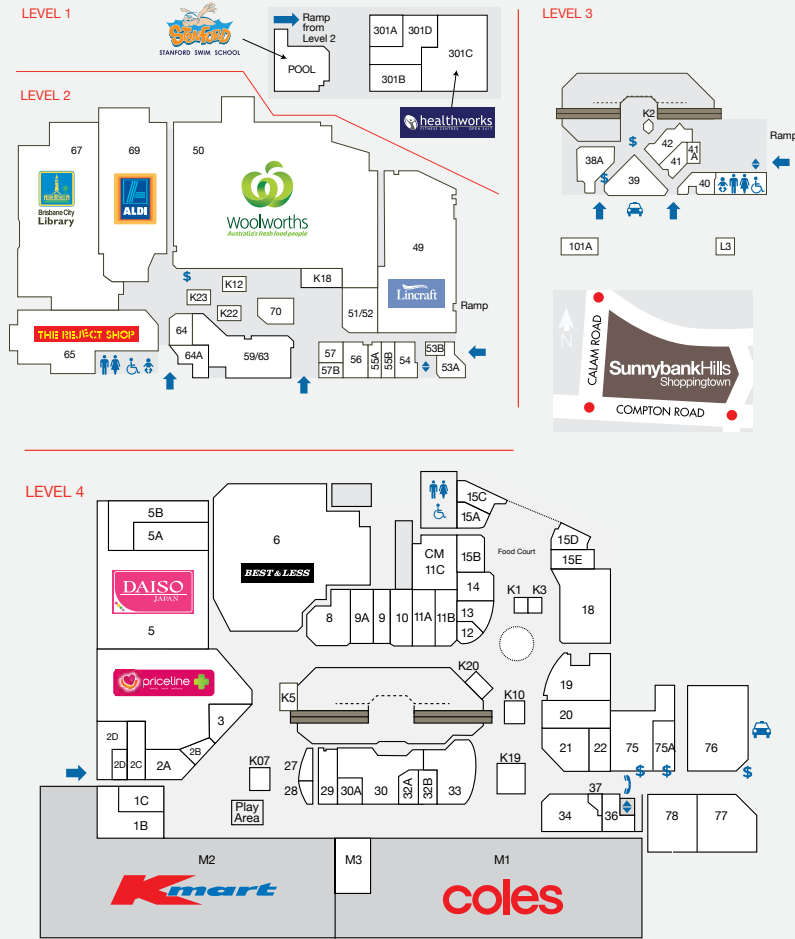 LEVEL 1
STANFORD
STANFORD SWIM SCHOOL
Ramp
from
Level 2
POOL
301A
301D
301C
301B
healthworks
FITNESS CENTRES OPEN 24/7
LEVEL 2
67
Brisbane City
Library
69
ALDI
50
Woolworths
Australia's fresh food people
49
Lincraft
$
K12
K18
K23
K22
70
51/52
Ramp
THE REJECT SHOP
65
64
64A
59/63
57
57B
56
55A
55B
54
53B
53A
LEVEL 3
K2
$
38A
$
39
42
41
41
A
40
Ramp
101A
L3
N
CALAM ROAD
SunnybankHills
Shoppingtown
COMPTON ROAD
LEVEL 4
5B
5A
DAISO
JAPAN
5
6
BEST & LESS
15C
15A
CM
11C
15B
Food Court
15D
15E
14
K1
K3
18
8
9A
9
10
11A
11B
13
12
priceline
3
2D
2D
2C
2B
2A
K5
K20
K10
19
20
21
22
75
75A
76
$
$
$
K07
27
28
29
30A
30
32A
32B
33
K19
Play
Area
1C
1B
34
37
36
78
77
M2
Kmart
M3
M1
coles